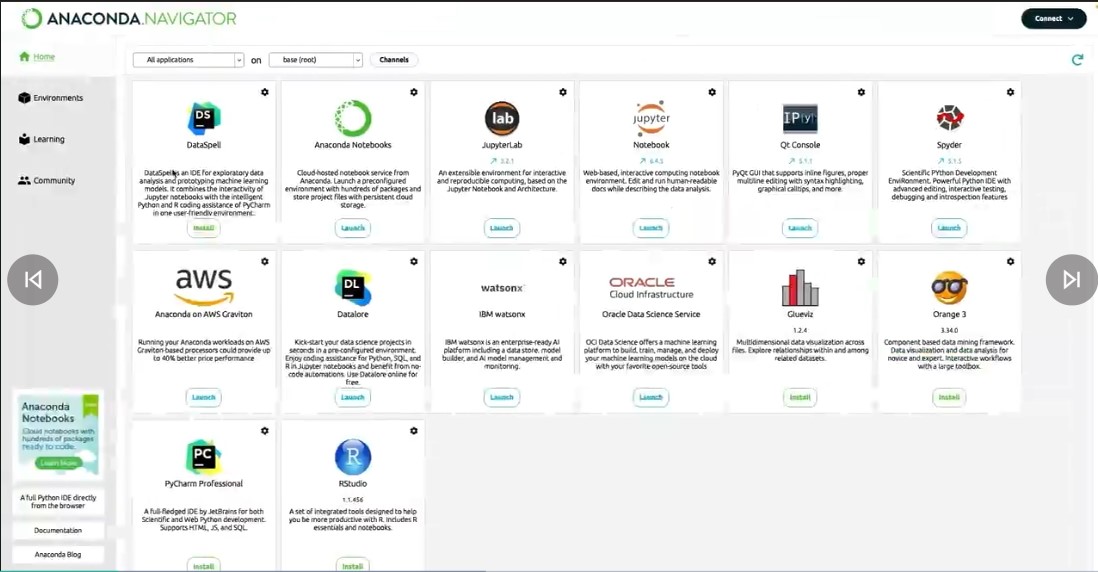 ANACONDA.NAVIGATOR
Connect
Home
Environments
Learning
Community
All applications
on
base (root)
Channels
DS
DataSpell
DataSpell is an IDE for exploratory data
analysis and prototyping machine learning
models. It combines the interactivity of
Jupyter notebooks with the intelligent
Python and R coding assistance of PyCharm
in one user-friendly environment.
Install
Anaconda Notebooks
Cloud-hosted notebook service from
Anaconda. Launch a preconfigured
environment with hundreds of packages and
store project files with persistent cloud
storage.
Launch
lab
JupyterLab
3.2.1
An extensible environment for interactive
and reproducible computing, based on the
Jupyter Notebook and Architecture.
Launch
jupyter
Notebook
6.4.5
Web-based, interactive computing notebook
environment. Edit and run human-readable
docs while describing the data analysis.
Launch
IP[y]:
Qt Console
5.1.1
PyQt GUI that supports inline figures, proper
multiline editing with syntax highlighting,
graphical calltips, and more.
Launch
Spyder
5.1.5
Scientific PYthon Development
EnviRonment. Powerful Python IDE with
advanced editing, interactive testing,
debugging and introspection features
Launch
aws
Anaconda on AWS Graviton
Running your Anaconda workloads on AWS
Graviton-based processors could provide up
to 40% better price performance
Launch
DL
Datalore
Kick-start your data science projects in
seconds in a pre-configured environment.
Enjoy coding assistance for Python, SQL, and
R in Jupyter notebooks and benefit from no-
code automations. Use Datalore online for
free.
Launch
watsonx
IBM watsonx
IBM watsonx is an enterprise-ready AI
platform including a data store, model
builder, and AI model management and
monitoring.
Launch
ORACLE
Cloud Infrastructure
Oracle Data Science Service
OCI Data Science offers a machine learning
platform to build, train, manage, and deploy
your machine learning models on the cloud
with your favorite open-source tools
Launch
Glueviz
1.2.4
Multidimensional data visualization across
files. Explore relationships within and among
related datasets.
Install
Orange 3
3.34.0
Component based data mining framework.
Data visualization and data analysis for
novice and expert. Interactive workflows
with a large toolbox.
Install
PC
PyCharm Professional
A full-fledged IDE by JetBrains for both
Scientific and Web Python development.
Supports HTML, JS, and SQL.
Install
R
RStudio
1.1.456
A set of integrated tools designed to help
you be more productive with R. Includes R
essentials and notebooks.
Install
Anaconda
Notebooks
Cloud notebooks with
hundreds of packages
ready to code.
Learn More
A full Python IDE directly
from the browser
Documentation
Anaconda Blog